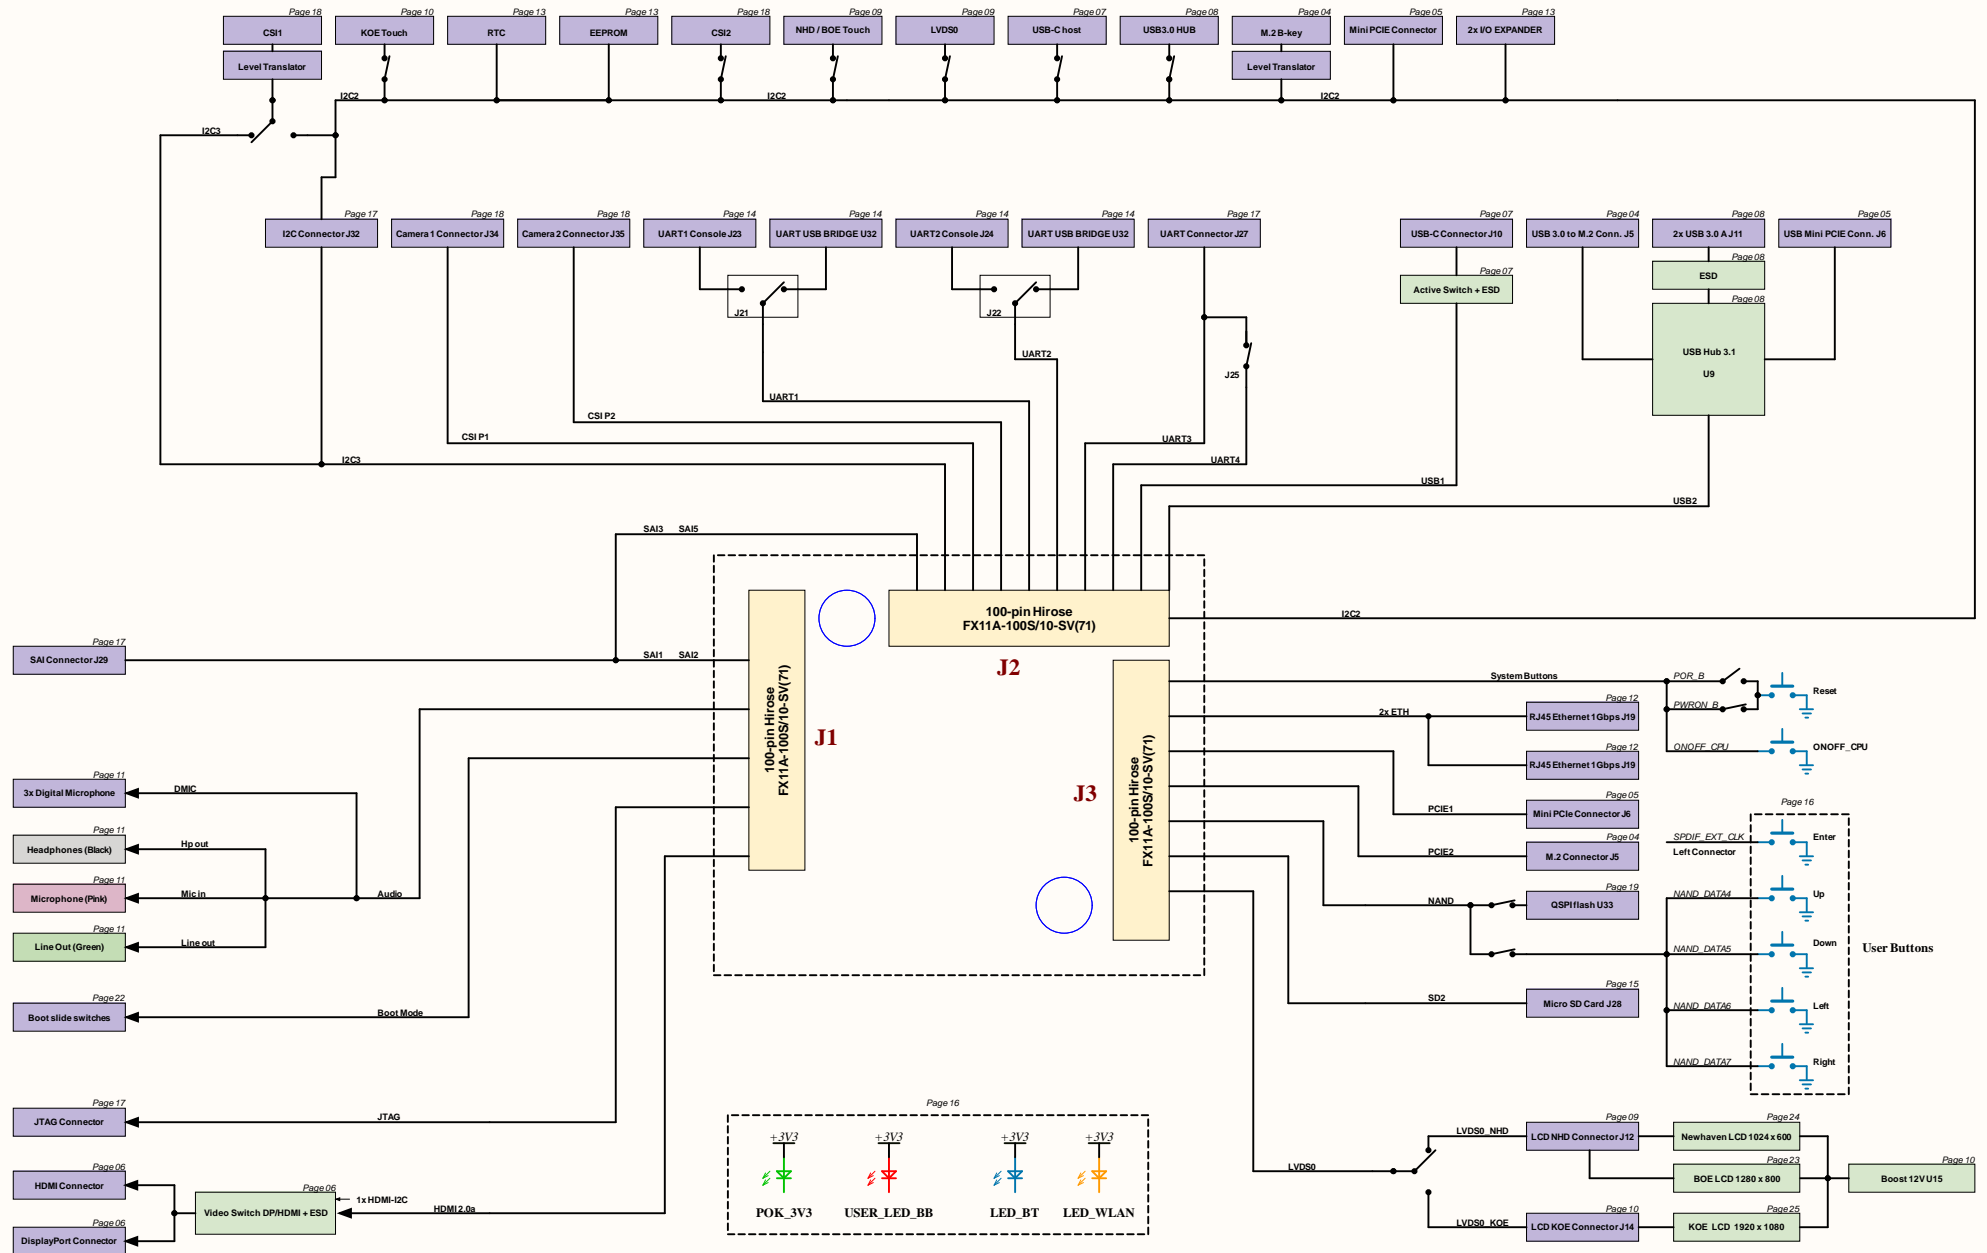 Page 18
Page 10
Page 13
Page 13
Page 18
Page 09
Page 09
Page 07
Page 08
Page 04
Page 05
Page 13
CSI1
KOE Touch
RTC
EEPROM
CSI2
NHD / BOE Touch
LVDS0
USB-C host
USB3.0 HUB
M.2 B-key
Mini PCIE Connector
2x I/O EXPANDER
Level Translator
Level Translator
I2C2
I2C2
I2C2
I2C3
Page 17
Page 18
Page 18
Page 14
Page 14
Page 14
Page 14
Page 17
Page 07
Page 04
Page 08
Page 05
I2C Connector J32
Camera 1 Connector J34
Camera 2 Connector J35
UART1 Console J23
UART USB BRIDGE U32
UART2 Console J24
UART USB BRIDGE U32
UART Connector J27
USB-C Connector J10
USB 3.0 to M.2 Conn. J5
2x USB 3.0 A J11
USB Mini PCIE Conn. J6
Page 07
Active Switch + ESD
Page 08
ESD
Page 08
USB Hub 3.1
U9
J21
J22
J25
UART2
UART1
CSI P2
CSI P1
I2C3
UART3
UART4
USB1
USB2
SAI3
SAI5
100-pin Hirose
FX11A-100S/10-SV(71)
J2
I2C2
Page 17
SAI Connector J29
SAI1
SAI2
100-pin Hirose
FX11A-100S/10-SV(71)
J1
100-pin Hirose
FX11A-100S/10-SV(71)
J3
System Buttons
POR_B
PWRON_B
Reset
ONOFF_CPU
ONOFF_CPU
2x ETH
Page 12
RJ45 Ethernet 1Gbps J19
Page 12
RJ45 Ethernet 1Gbps J19
PCIE1
Page 05
Mini PCIe Connector J6
PCIE2
Page 04
M.2 Connector J5
NAND
Page 19
QSPI flash U33
SD2
Page 15
Micro SD Card J28
Page 16
SPDIF_EXT_CLK
Left Connector
Enter
NAND_DATA4
Up
NAND_DATA5
Down
User Buttons
NAND_DATA6
Left
NAND_DATA7
Right
Page 11
3x Digital Microphone
DMIC
Page 11
Headphones (Black)
Hp out
Page 11
Microphone (Pink)
Mic in
Audio
Page 11
Line Out (Green)
Line out
Page 22
Boot slide switches
Boot Mode
Page 17
JTAG Connector
JTAG
Page 06
HDMI Connector
Page 06
Video Switch DP/HDMI + ESD
1x HDMI-I2C
HDMI 2.0a
Page 06
DisplayPort Connector
Page 16
+3V3
+3V3
+3V3
+3V3
POK_3V3
USER_LED_BB
LED_BT
LED_WLAN
LVDS0
LVDS0_NHD
LVDS0_KOE
Page 09
LCD NHD Connector J12
Page 24
Newhaven LCD 1024 x 600
Page 23
BOE LCD 1280 x 800
Page 10
Boost 12V U15
Page 10
LCD KOE Connector J14
Page 25
KOE LCD 1920 x 1080